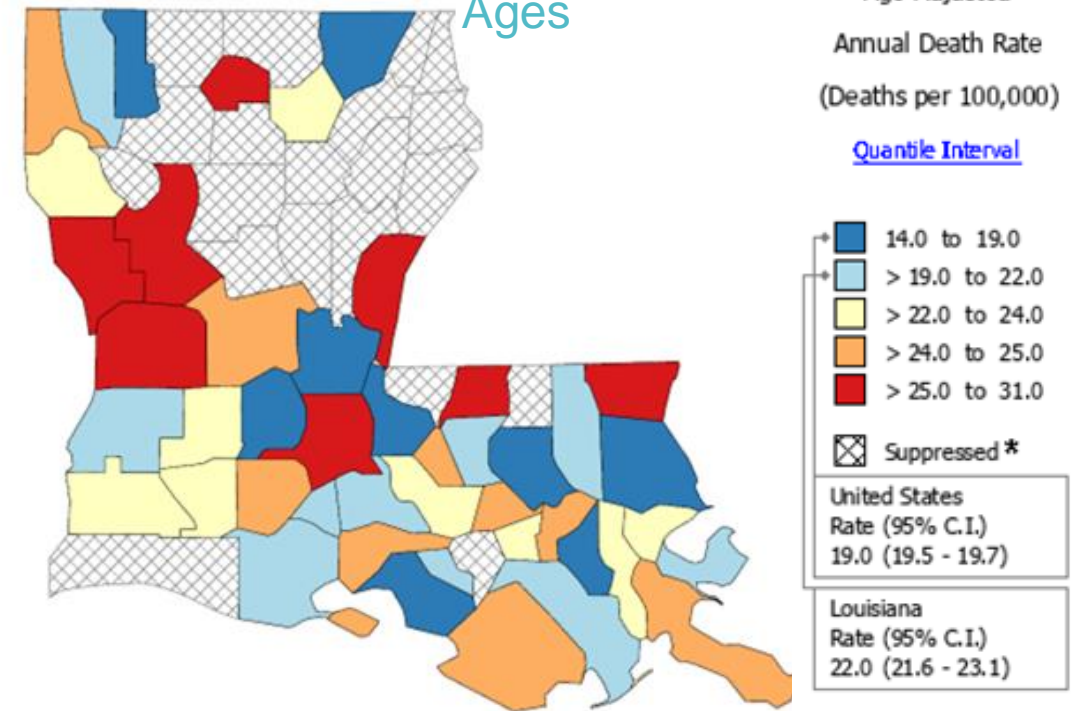 Ages
Age-Adjusted
Annual Death Rate
(Deaths per 100,000)
Quantile Interval
14.0 to 19.0
> 19.0 to 22.0
> 22.0 to 24.0
> 24.0 to 25.0
> 25.0 to 31.0
Suppressed *
United States
Rate (95% C.I.)
19.0 (19.5 - 19.7)
Louisiana
Rate (95% C.I.)
22.0 (21.6 - 23.1)